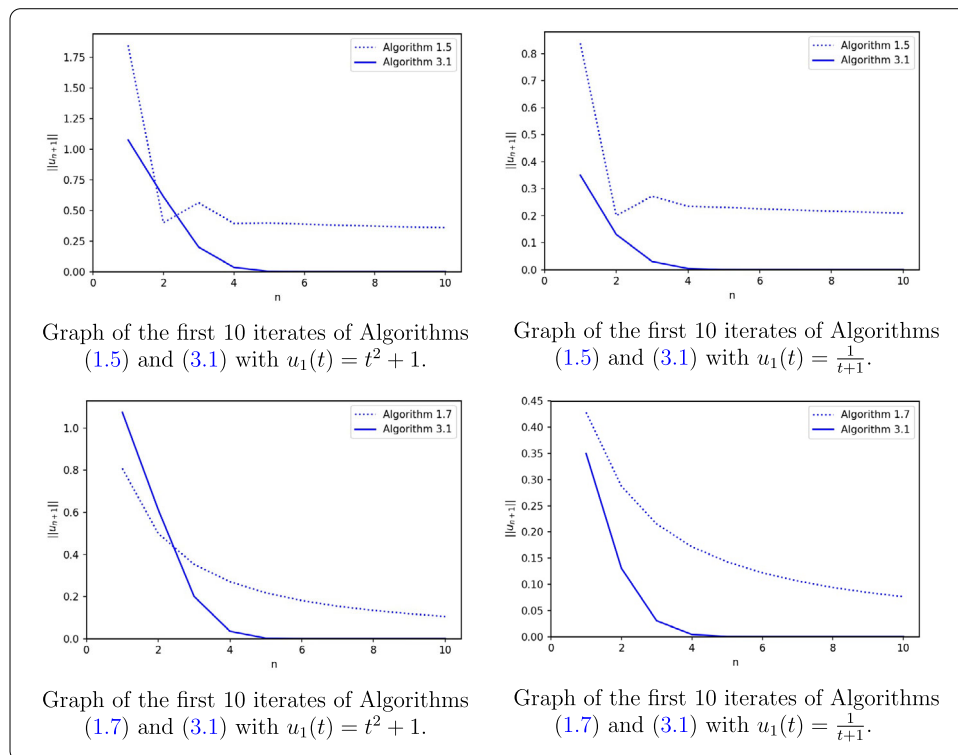 Algorithm 1.5
Algorithm 3.1
1.75
1.50
1.25
1.00
0.75
0.50
0.25
0.00
||u_{n+1}||
0 2 4 6 8 10
n
Graph of the first 10 iterates of Algorithms
(1.5) and (3.1) with u₁(t) = t² + 1.
Algorithm 1.5
Algorithm 3.1
0.8
0.7
0.6
0.5
0.4
0.3
0.2
0.1
0.0
||u_{n+1}||
0 2 4 6 8 10
n
Graph of the first 10 iterates of Algorithms
(1.5) and (3.1) with u₁(t) = 1/(t+1).
Algorithm 1.7
Algorithm 3.1
1.0
0.8
0.6
0.4
0.2
0.0
||u_{n+1}||
0 2 4 6 8 10
n
Graph of the first 10 iterates of Algorithms
(1.7) and (3.1) with u₁(t) = t² + 1.
Algorithm 1.7
Algorithm 3.1
0.45
0.40
0.35
0.30
0.25
0.20
0.15
0.10
0.05
0.00
||u_{n+1}||
0 2 4 6 8 10
n
Graph of the first 10 iterates of Algorithms
(1.7) and (3.1) with u₁(t) = 1/(t+1).